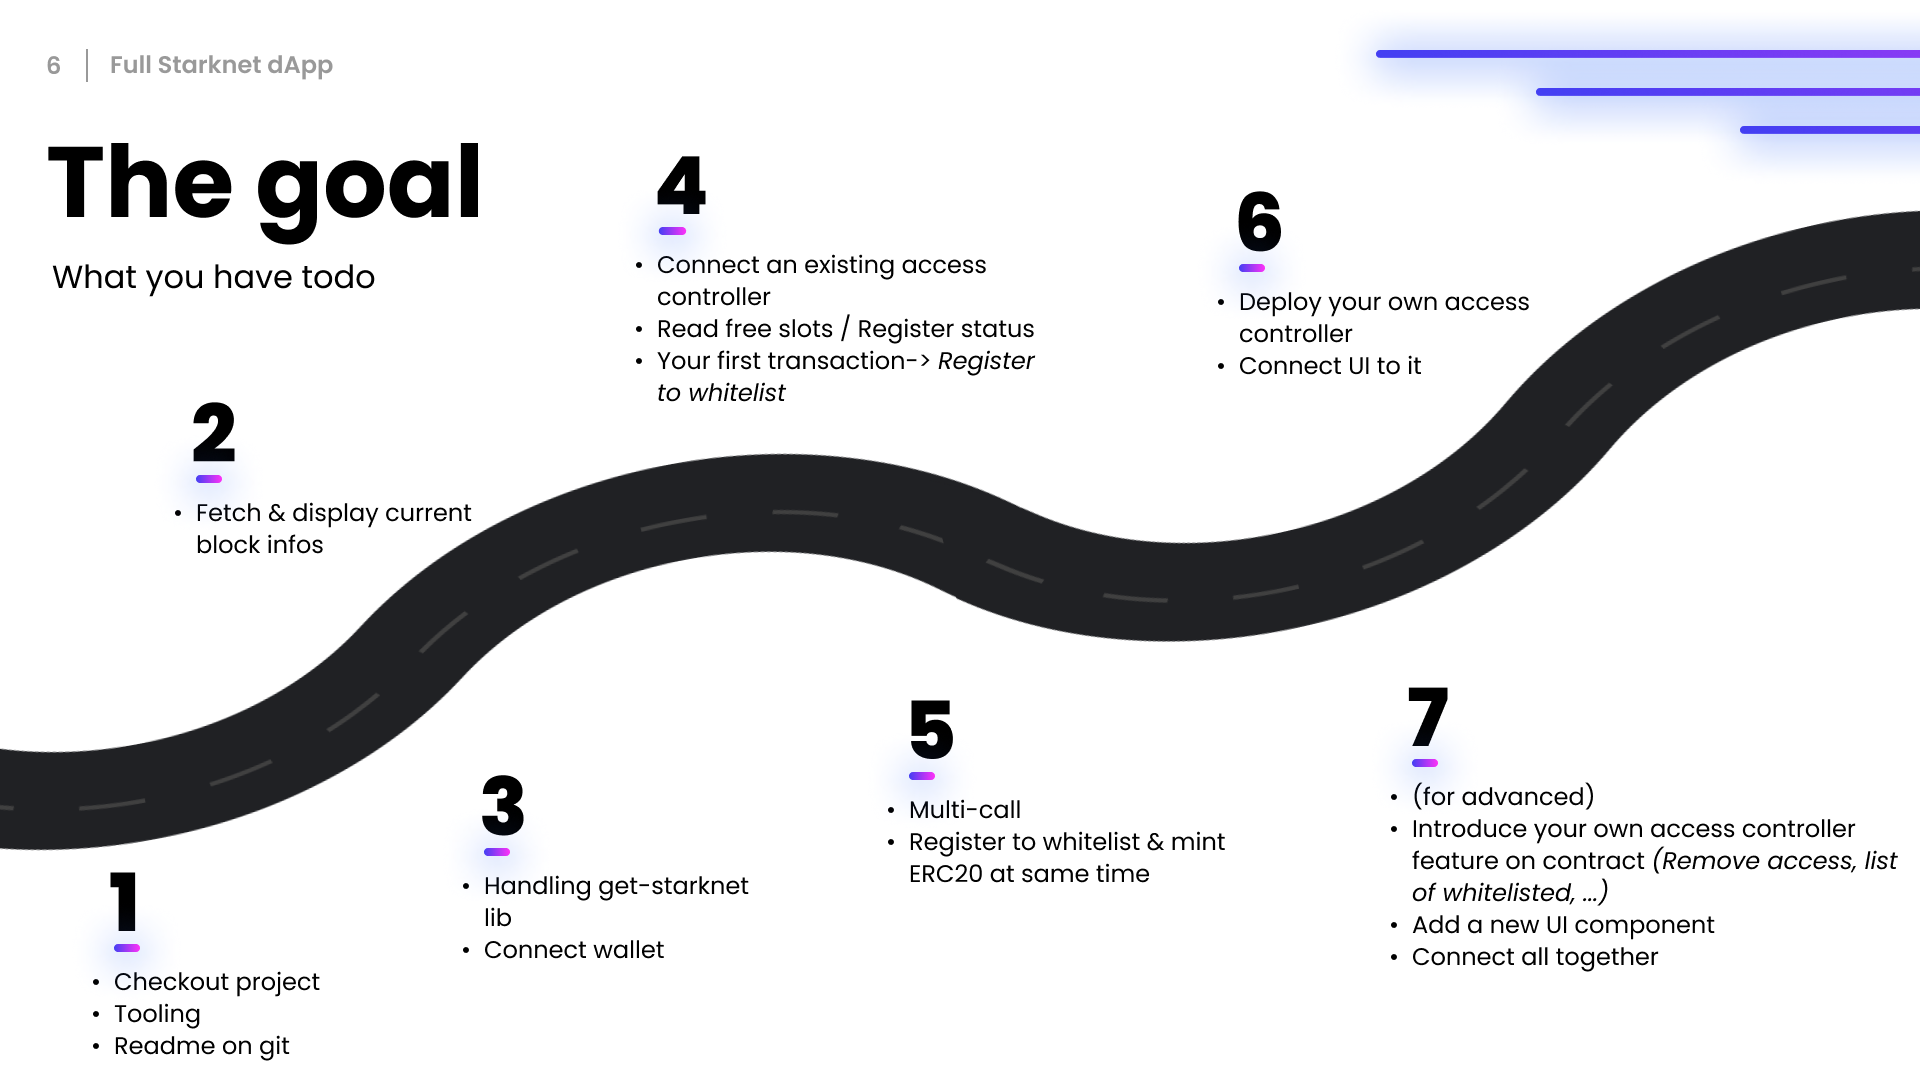 6 | Full Starknet dApp
The goal
What you have todo
1
• Checkout project
• Tooling
• Readme on git
2
• Fetch & display current
block infos
3
• Handling get-starknet
lib
• Connect wallet
4
• Connect an existing access
controller
• Read free slots / Register status
• Your first transaction-> Register
to whitelist
5
• Multi-call
• Register to whitelist & mint
ERC20 at same time
6
• Deploy your own access
controller
• Connect UI to it
7
• (for advanced)
• Introduce your own access controller
feature on contract (Remove access, list
of whitelisted, ...)
• Add a new UI component
• Connect all together